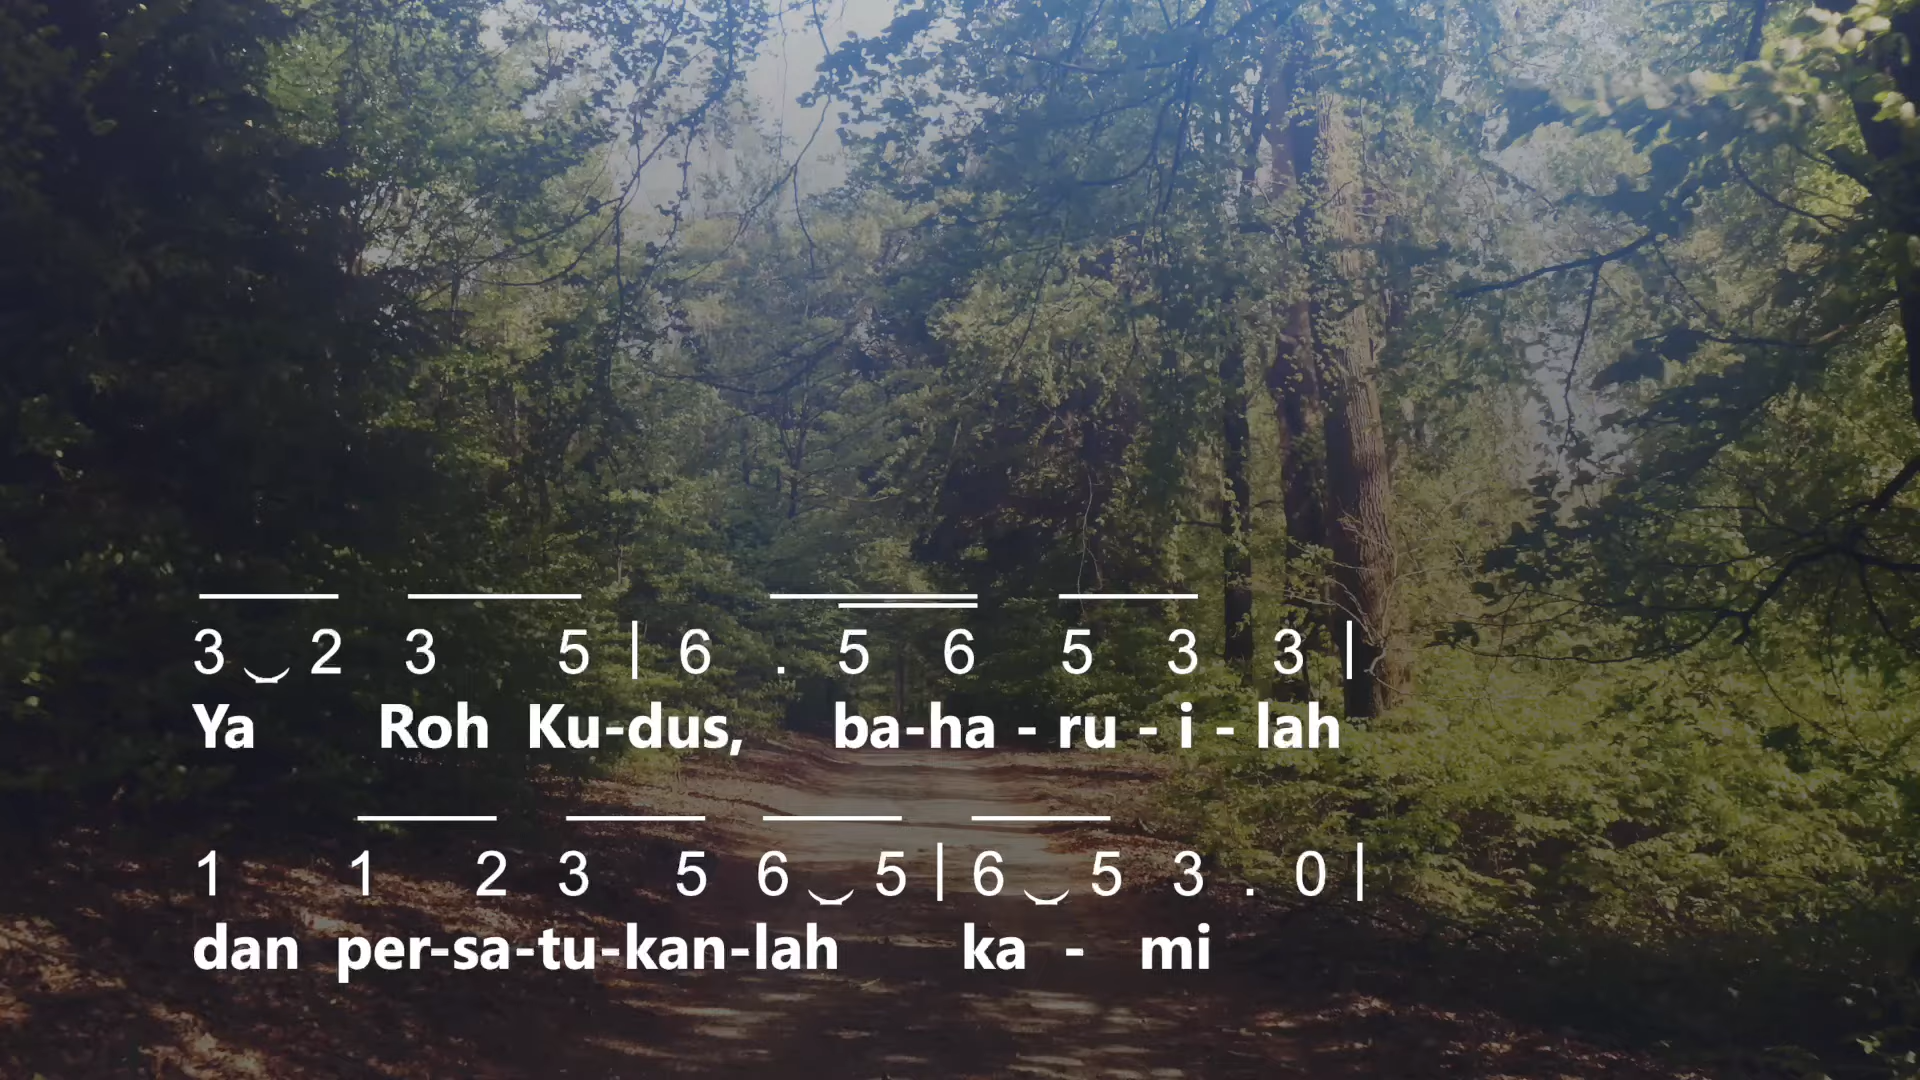 3 ‿ 2 3 5 | 6 . 5 6 5 3 3 |
Ya Roh Ku-dus, ba-ha - ru - i - lah
1 1 2 3 5 6 ‿ 5 | 6 ‿ 5 3 . 0 |
dan per-sa-tu-kan-lah ka - mi